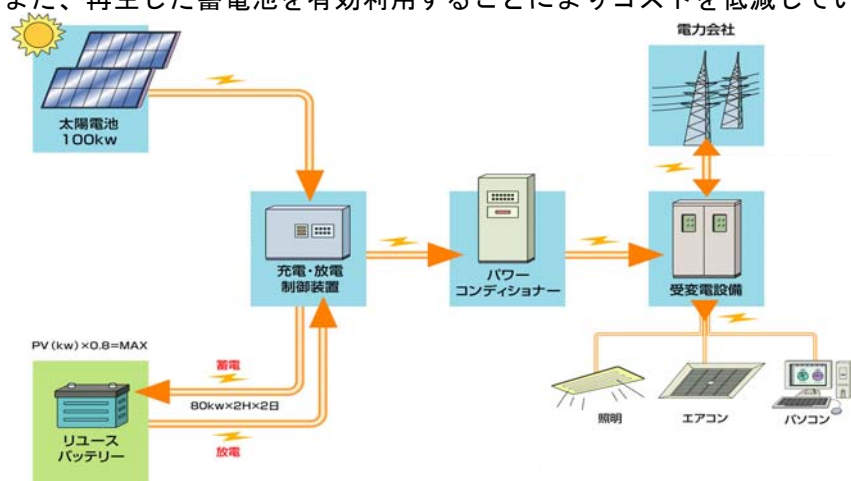 また、再生した蓄電池を有効利用することによりコストを低減してい
電力会社
太陽電池
100kw
充電・放電
制御装置
パワー
コンディショナー
受変電設備
PV(kw)×0.8=MAX
蓄電
80kw×2H×2日
リユース
バッテリー
放電
照明
エアコン
パソコン